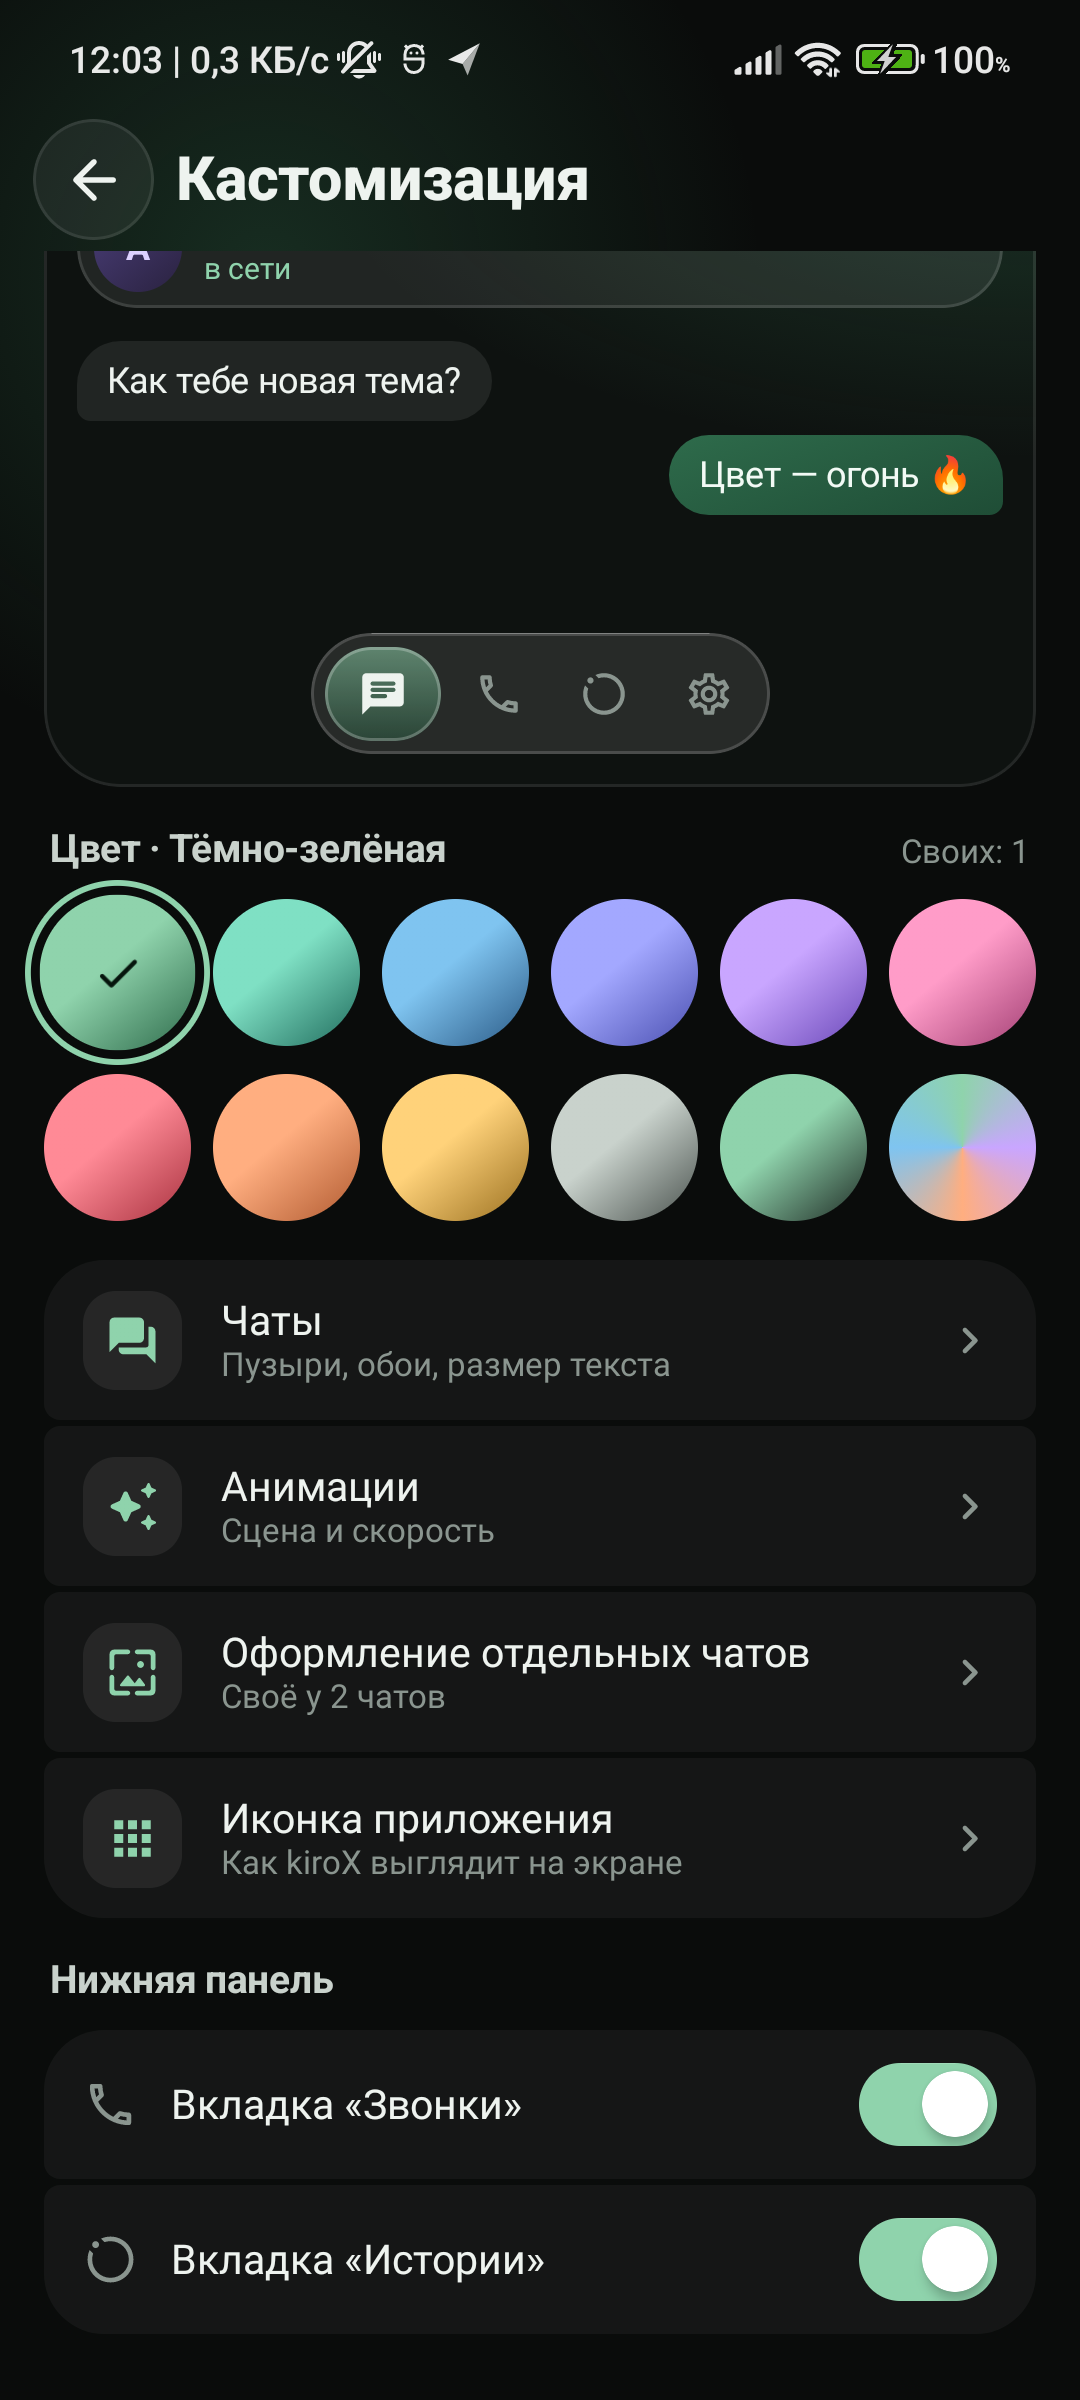 12:03 | 0,3 КБ/с
100%
Кастомизация
в сети
Как тебе новая тема?
Цвет — огонь 🔥
Цвет · Тёмно-зелёная
Своих: 1
Чаты
Пузыри, обои, размер текста
Анимации
Сцена и скорость
Оформление отдельных чатов
Своё у 2 чатов
Иконка приложения
Как kiroX выглядит на экране
Нижняя панель
Вкладка «Звонки»
Вкладка «Истории»